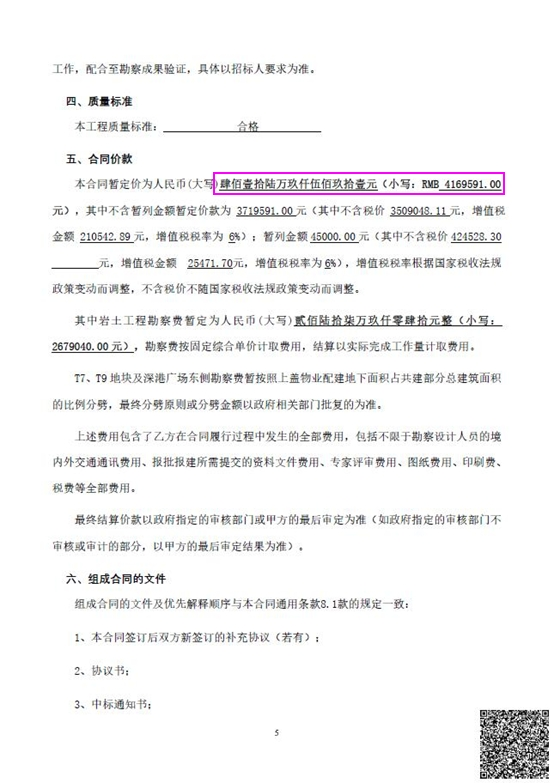 工作，配合至勘察成果验证，具体以招标人要求为准。
四、质量标准
本工程质量标准：合格
五、合同价款
本合同暂定价为人民币(大写)肆佰壹拾陆万玖仟伍佰玖拾壹元（小写：RMB 4169591.00
元），其中不含暂列金额暂定价款为 3719591.00元（其中不含税价 3509048.11元，增值税
金额 210542.89 元，增值税税率为 6%）；暂列金额45000.00 元（其中不含税价424528.30
元，增值税金额 25471.70元，增值税税率为6%），增值税税率根据国家税收法规
政策变动而调整，不含税价不随国家税收法规政策变动而调整。
其中岩土工程勘察费暂定为人民币(大写)贰佰陆拾柒万玖仟零肆拾元整（小写：
2679040.00 元），勘察费按固定综合单价计取费用，结算以实际完成工作量计取费用。
T7、T9 地块及深港广场东侧勘察费暂按照上盖物业配建地下面积占共建部分总建筑面积
的比例分劈，最终分劈原则或分劈金额以政府相关部门批复的为准。
上述费用包含了乙方在合同履行过程中发生的全部费用，包括不限于勘察设计人员的境
内外交通通讯费用、报批报建所需提交的资料文件费用、专家评审费用、图纸费用、印刷费、
税费等全部费用。
最终结算价款以政府指定的审核部门或甲方的最后审定为准（如政府指定的审核部门不
审核或审计的部分，以甲方的最后审定结果为准）。
六、组成合同的文件
组成合同的文件及优先解释顺序与本合同通用条款8.1款的规定一致：
1、本合同签订后双方新签订的补充协议（若有）；
2、协议书；
3、中标通知书；
5